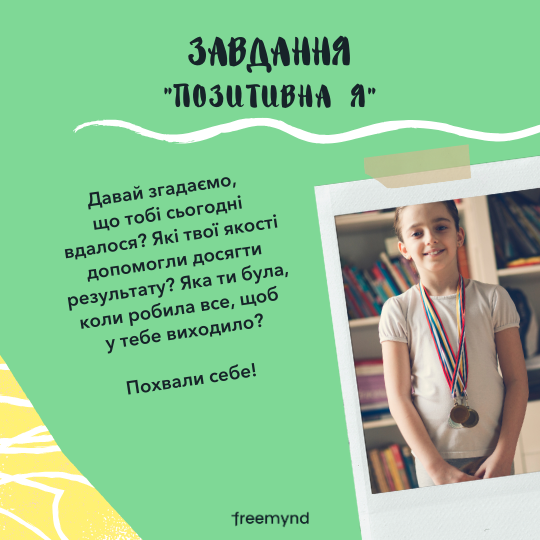 ЗАВДАННЯ
"ПОЗИТИВНА Я"
Давай згадаємо,
що тобі сьогодні
вдалося? Які твої якості
допомогли досягти
результату? Яка ти була,
коли робила все, щоб
у тебе виходило?
Похвали себе!
freemynd